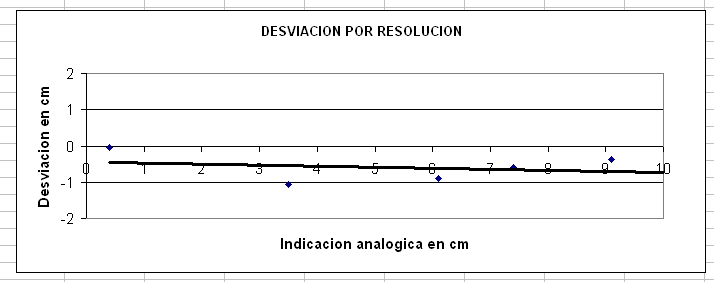 DESVIACION POR RESOLUCION
Desviacion en cm
2
1
0
-1
-2
0 1 2 3 4 5 6 7 8 9 10
Indicacion analogica en cm